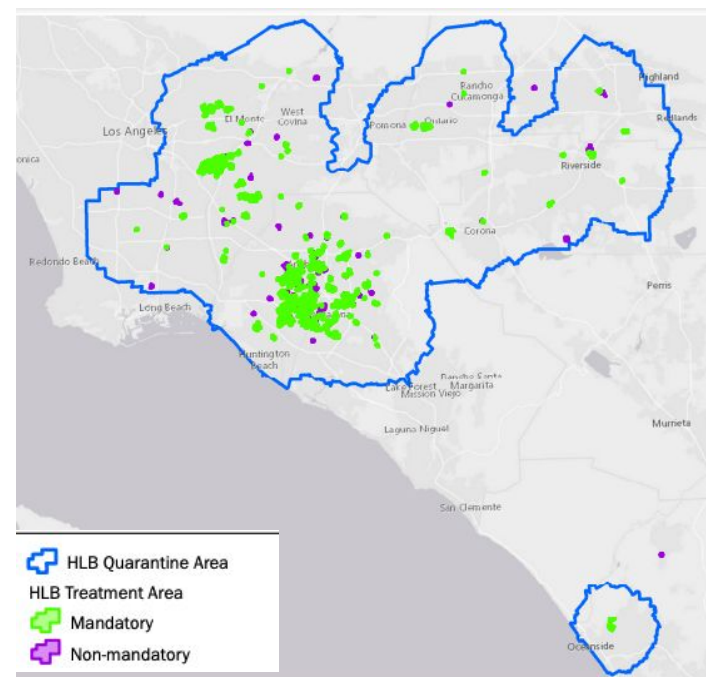 Highland
Rancho
Cucamonga
West
Covina
El Monte
Redlands
Los Angeles
Pomona
Ontario
onica
Riverside
Corona
Redondo Beach
Perris
Long Beach
Huntington
Beach
Rancho Santa
Margarita
Lake Forest
Mission Viejo
Laguna Niguel
Murrieta
San Clemente
Oceanside
HLB Quarantine Area
HLB Treatment Area
Mandatory
Non-mandatory